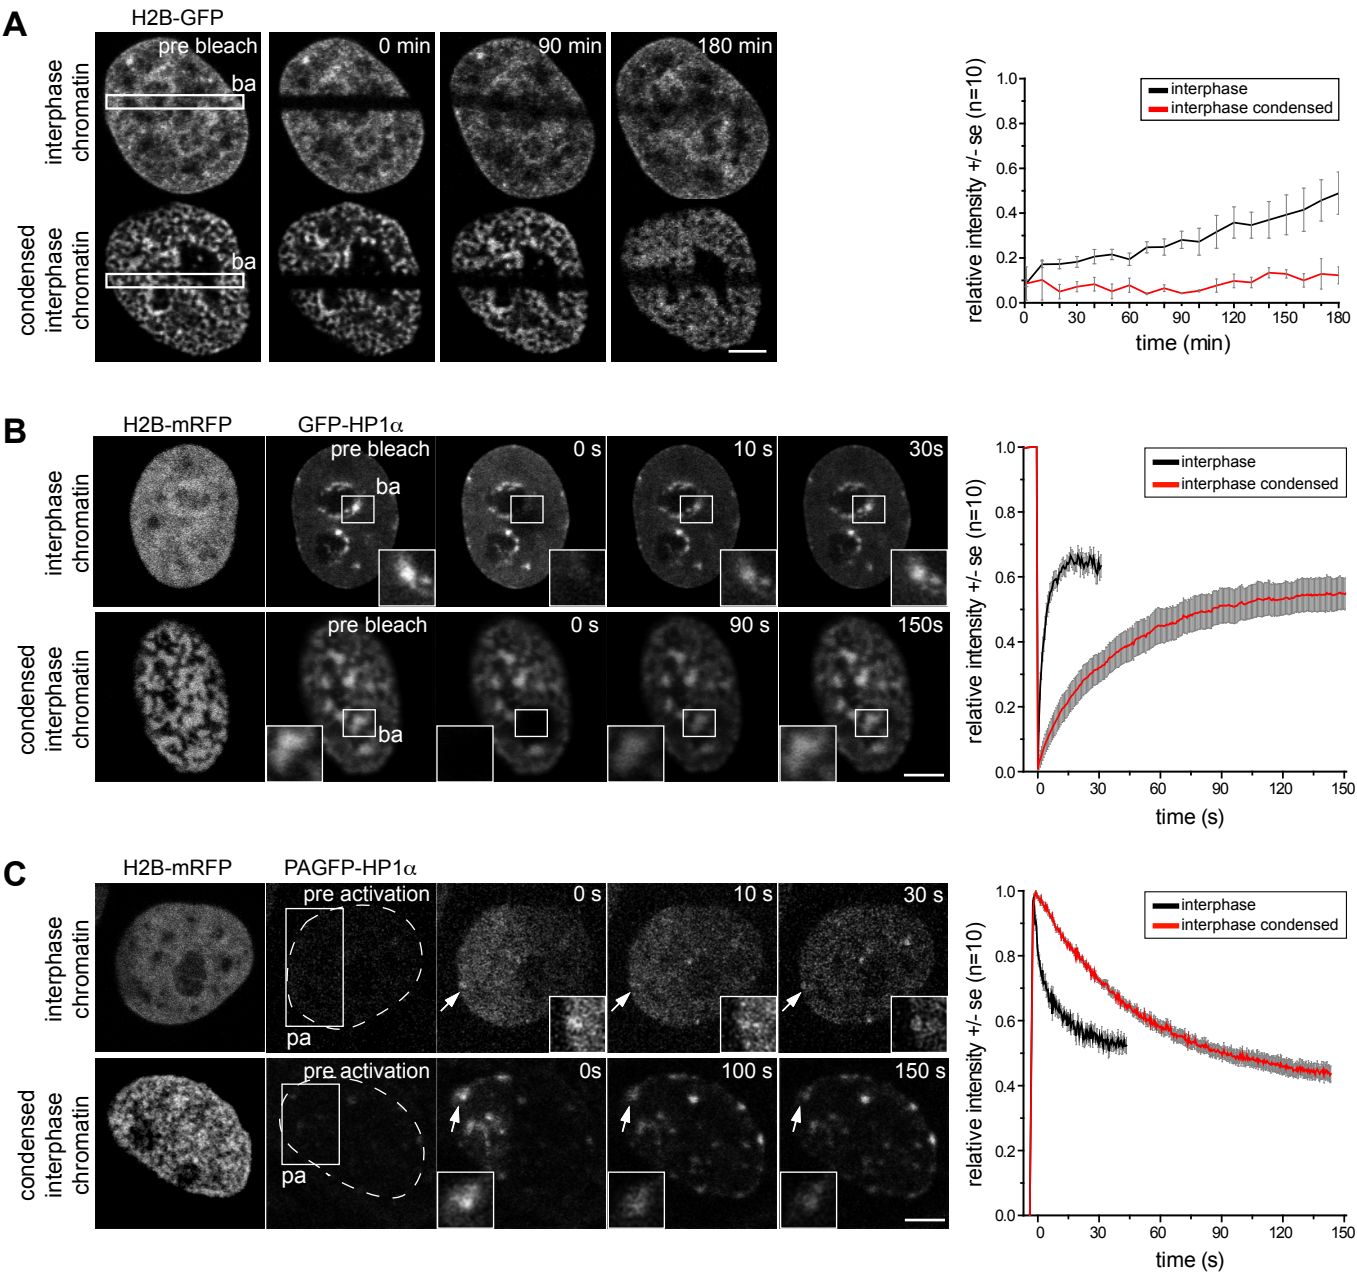 A
H2B-GFP
interphase
chromatin
pre bleach
ba
0 min
90 min
180 min
condensed
interphase
chromatin
ba
relative intensity +/- se (n=10)
1.0
0.8
0.6
0.4
0.2
0.0
0 30 60 90 120 150 180
time (min)
interphase
interphase condensed
B
H2B-mRFP
GFP-HP1α
interphase
chromatin
pre bleach
ba
0 s
10 s
30s
condensed
interphase
chromatin
pre bleach
ba
0 s
90 s
150s
relative intensity +/- se (n=10)
1.0
0.8
0.6
0.4
0.2
0.0
0 30 60 90 120 150
time (s)
interphase
interphase condensed
C
H2B-mRFP
PAGFP-HP1α
interphase
chromatin
pre activation
pa
0 s
10 s
30 s
condensed
interphase
chromatin
pre activation
pa
0s
100 s
150 s
relative intensity +/- se (n=10)
1.0
0.8
0.6
0.4
0.2
0.0
0 30 60 90 120 150
time (s)
interphase
interphase condensed